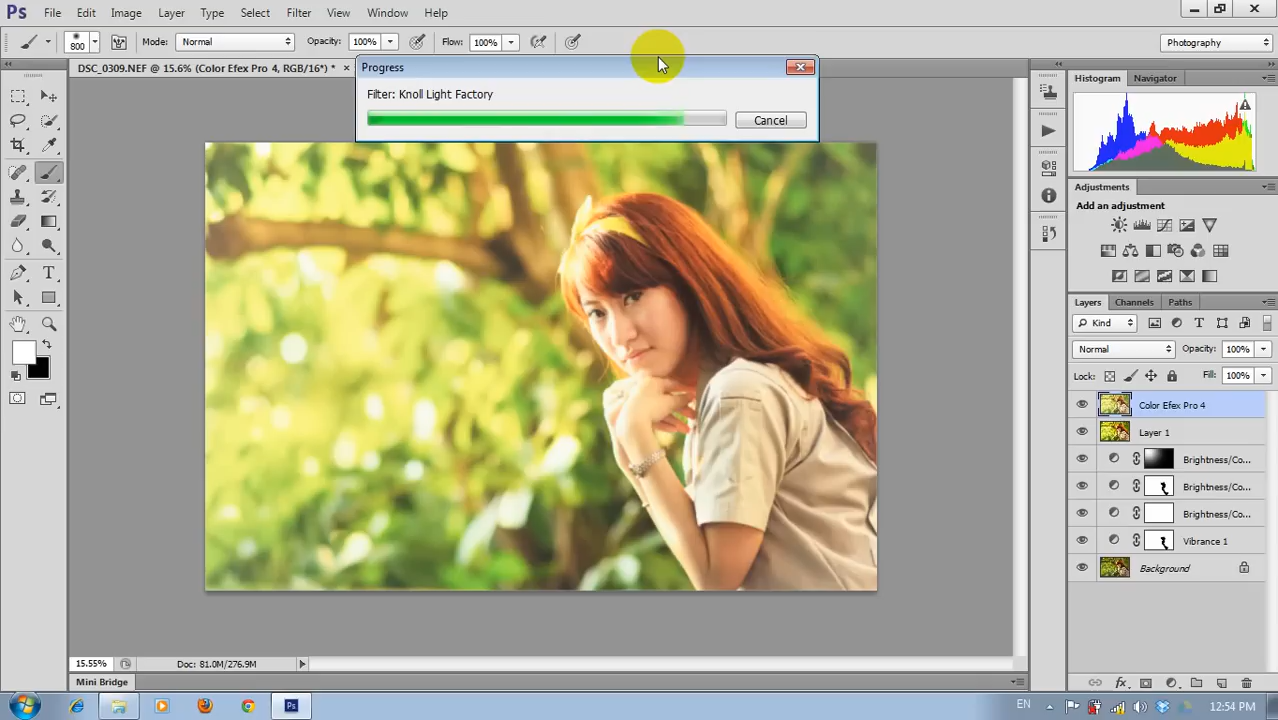 Ps File Edit Image Layer Type Select Filter View Window Help
800 Mode: Normal Opacity: 100% Flow: 100% Photography
DSC_0309.NEF @ 15.6% (Color Efex Pro 4, RGB/16*) *
Progress
Filter: Knoll Light Factory
Cancel
Histogram Navigator
Adjustments
Add an adjustment
Layers Channels Paths
Kind
Normal Opacity: 100%
Lock: Fill: 100%
Color Efex Pro 4
Layer 1
Brightness/Co...
Brightness/Co...
Brightness/Co...
Vibrance 1
Background
15.55% Doc: 81.0M/276.9M
Mini Bridge
Ps EN 12:54 PM